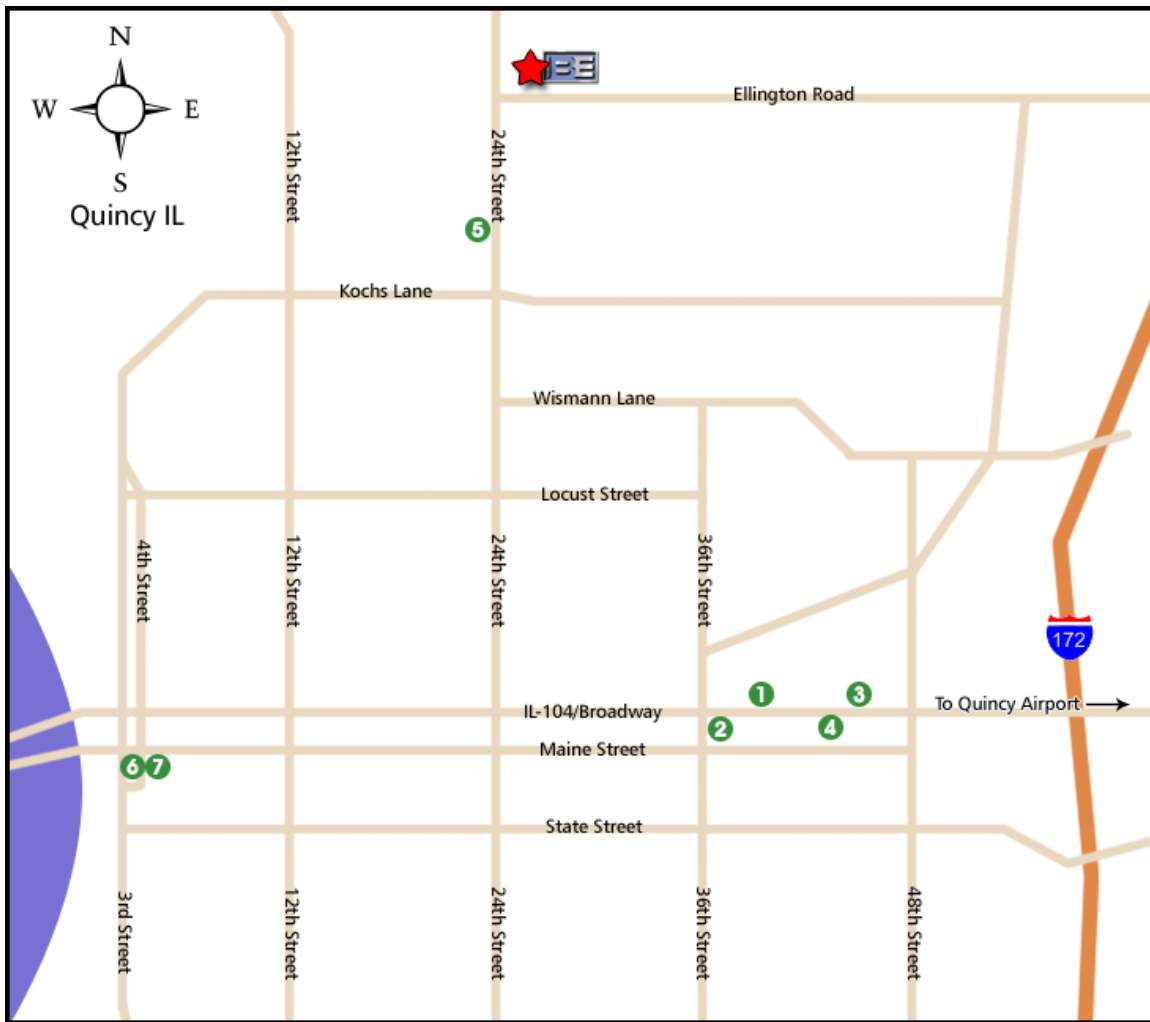 N
W
E
S
Quincy IL
BE
Ellington Road
12th Street
24th Street
5
Kochs Lane
Wismann Lane
Locust Street
4th Street
12th Street
24th Street
36th Street
172
1
3
To Quincy Airport
IL-104/Broadway
2
4
Maine Street
6
7
State Street
3rd Street
12th Street
24th Street
36th Street
48th Street